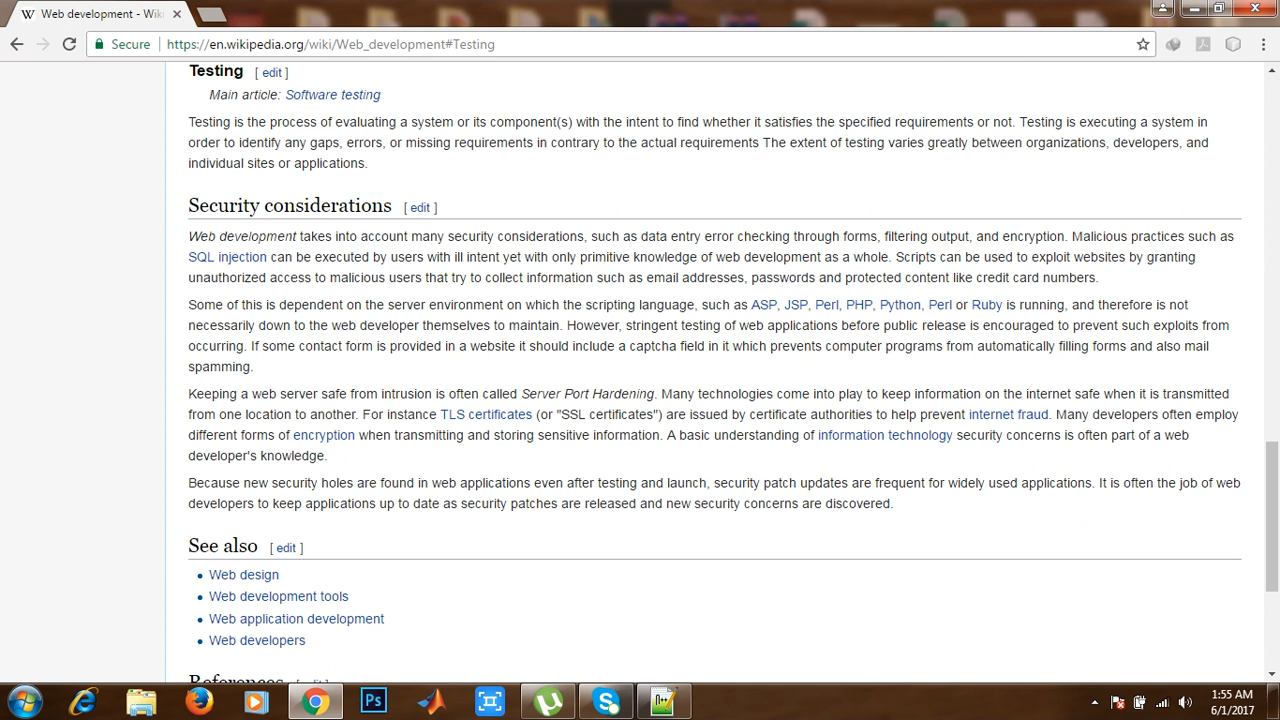 Web development - Wiki
Secure https://en.wikipedia.org/wiki/Web_development#Testing
Testing [ edit ]
Main article: Software testing
Testing is the process of evaluating a system or its component(s) with the intent to find whether it satisfies the specified requirements or not. Testing is executing a system in
order to identify any gaps, errors, or missing requirements in contrary to the actual requirements The extent of testing varies greatly between organizations, developers, and
individual sites or applications.
Security considerations [ edit ]
Web development takes into account many security considerations, such as data entry error checking through forms, filtering output, and encryption. Malicious practices such as
SQL injection can be executed by users with ill intent yet with only primitive knowledge of web development as a whole. Scripts can be used to exploit websites by granting
unauthorized access to malicious users that try to collect information such as email addresses, passwords and protected content like credit card numbers.
Some of this is dependent on the server environment on which the scripting language, such as ASP, JSP, Perl, PHP, Python, Perl or Ruby is running, and therefore is not
necessarily down to the web developer themselves to maintain. However, stringent testing of web applications before public release is encouraged to prevent such exploits from
occurring. If some contact form is provided in a website it should include a captcha field in it which prevents computer programs from automatically filling forms and also mail
spamming.
Keeping a web server safe from intrusion is often called Server Port Hardening. Many technologies come into play to keep information on the internet safe when it is transmitted
from one location to another. For instance TLS certificates (or "SSL certificates") are issued by certificate authorities to help prevent internet fraud. Many developers often employ
different forms of encryption when transmitting and storing sensitive information. A basic understanding of information technology security concerns is often part of a web
developer's knowledge.
Because new security holes are found in web applications even after testing and launch, security patch updates are frequent for widely used applications. It is often the job of web
developers to keep applications up to date as security patches are released and new security concerns are discovered.
See also [ edit ]
Web design
Web development tools
Web application development
Web developers
References [ edit ]
Ps
1:55 AM
6/1/2017